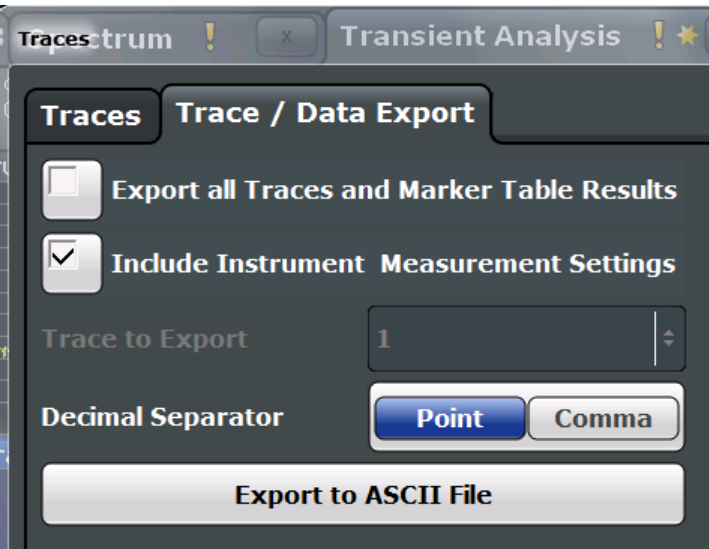 Traces
trum ! x Transient Analysis !
Traces Trace / Data Export
Export all Traces and Marker Table Results
Include Instrument Measurement Settings
Trace to Export 1
Decimal Separator Point Comma
Export to ASCII File